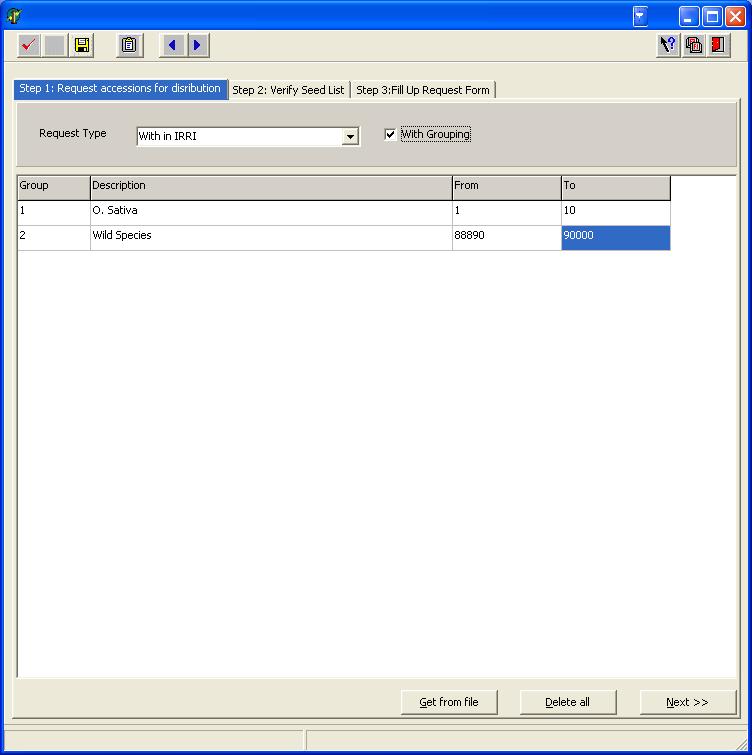 Step 1: Request accessions for disribution Step 2: Verify Seed List Step 3:Fill Up Request Form
Request Type With in IRRI With Grouping
Group Description From To
1 O. Sativa 1 10
2 Wild Species 88890 90000
Get from file Delete all Next >>